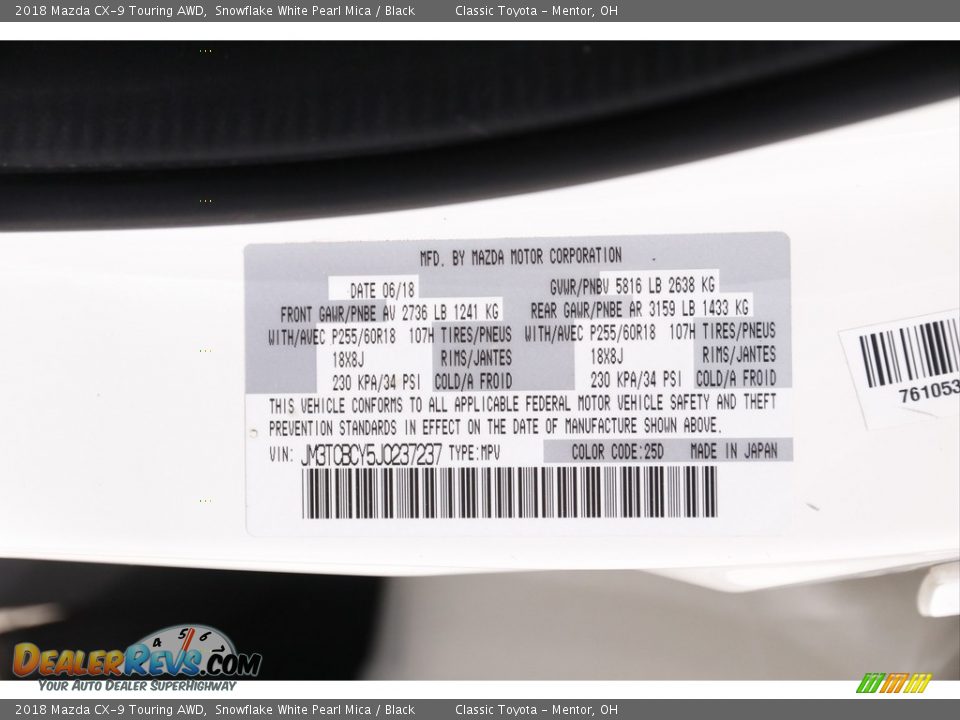 2018 Mazda CX-9 Touring AWD, Snowflake White Pearl Mica / Black Classic Toyota - Mentor, OH
MFD. BY MAZDA MOTOR CORPORATION
DATE 06/18 GVWR/PNBV 5816 LB 2638 KG
FRONT GAWR/PNBE AV 2736 LB 1241 KG REAR GAWR/PNBE AR 3159 LB 1433 KG
WITH/AVEC P255/60R18 107H TIRES/PNEUS WITH/AVEC P255/60R18 107H TIRES/PNEUS
18X8J RIMS/JANTES 18X8J RIMS/JANTES
230 KPA/34 PSI COLD/A FROID 230 KPA/34 PSI COLD/A FROID
THIS VEHICLE CONFORMS TO ALL APPLICABLE FEDERAL MOTOR VEHICLE SAFETY AND THEFT
PREVENTION STANDARDS IN EFFECT ON THE DATE OF MANUFACTURE SHOWN ABOVE.
VIN: JM3TCBCY5J0237237 TYPE:MPV COLOR CODE:25D MADE IN JAPAN
761053
4 5 6
DEALERREVS.COM
YOUR AUTO DEALER SUPERHIGHWAY
2018 Mazda CX-9 Touring AWD, Snowflake White Pearl Mica / Black Classic Toyota - Mentor, OH